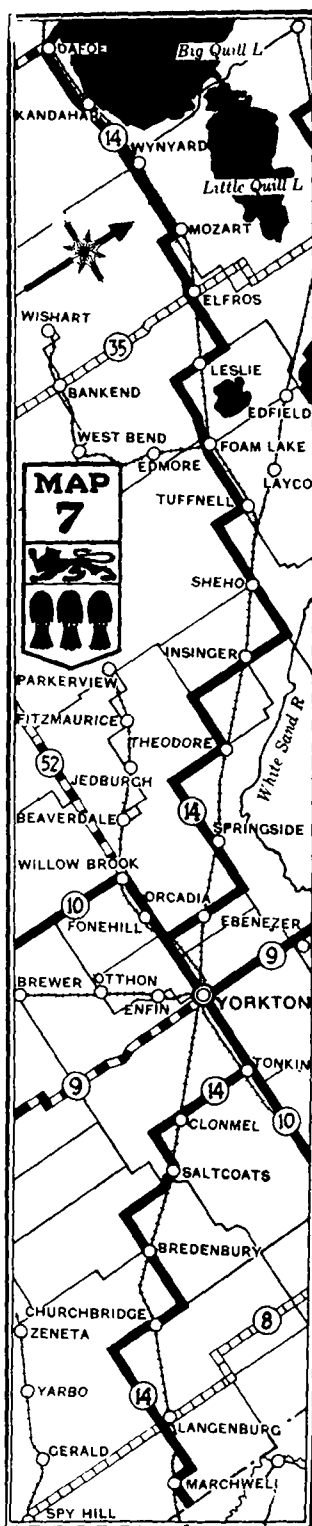 DAFOE
Big Quill L
KANDAHAR
14
WYNYARD
Little Quill L
MOZART
ELFROS
WISHART
35
LESLIE
BANKEND
EDFIELD
WEST BEND
FOAM LAKE
EDMORE
LAYCO
MAP
7
TUFFNELL
SHEHO
INSINGER
PARKERVIEW
FITZMAURICE
THEODORE
White Sand R
52
JEDBURGH
14
BEAVERDALE
SPRINGSIDE
WILLOW BROOK
10
ORCADIA
FONEHILL
EBENEZER
9
BREWER
OTTHON
ENFIN
YORKTON
TONKIN
9
14
CLONMEL
10
SALTCOATS
BREDENBURY
CHURCHBRIDGE
8
ZENETA
YARBO
14
LANGENBURG
GERALD
MARCHWELL
SPY HILL